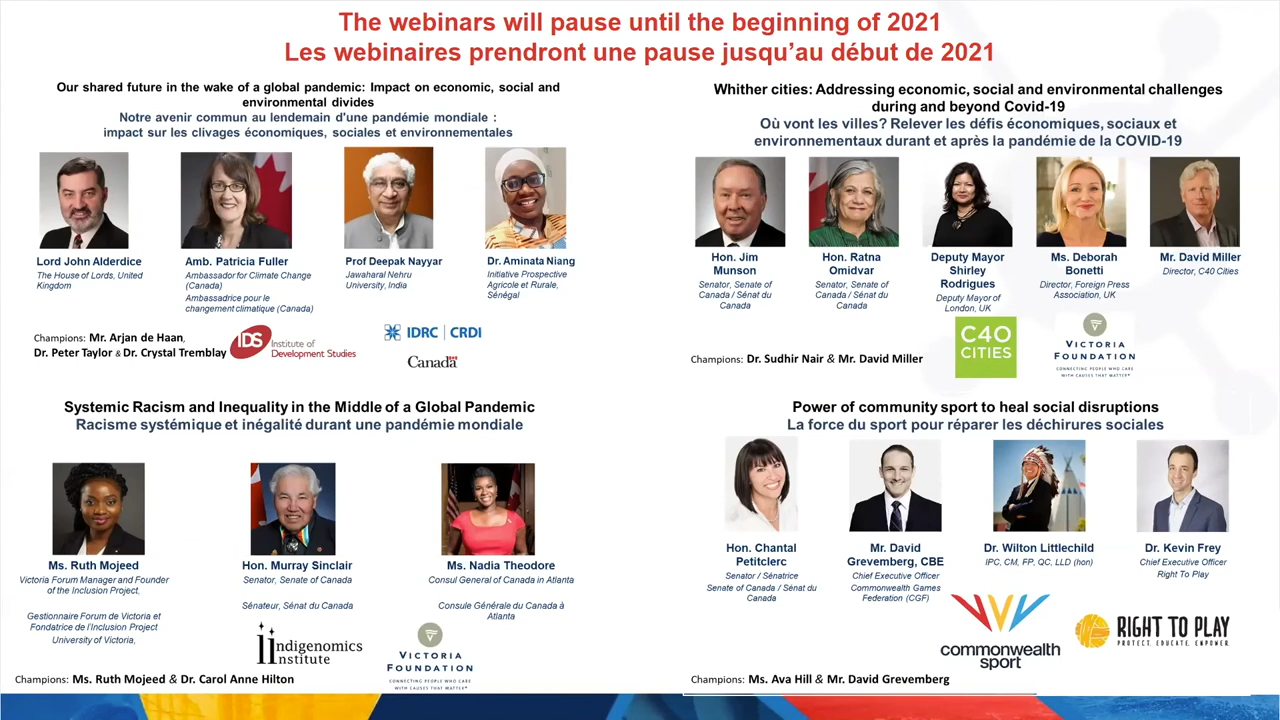 The webinars will pause until the beginning of 2021
Les webinaires prendront une pause jusqu'au début de 2021
Our shared future in the wake of a global pandemic: Impact on economic, social and
environmental divides
Notre avenir commun au lendemain d'une pandémie mondiale :
impact sur les clivages économiques, sociales et environnementales
Lord John Alderdice
The House of Lords, United
Kingdom
Amb. Patricia Fuller
Ambassador for Climate Change
(Canada)
Ambassadrice pour le
changement climatique (Canada)
Prof Deepak Nayyar
Jawaharal Nehru
University, India
Dr. Aminata Niang
Initiative Prospective
Agricole et Rurale,
Sénégal
Champions: Mr. Arjan de Haan,
Dr. Peter Taylor & Dr. Crystal Tremblay
IDS
Institute of
Development Studies
IDRC | CRDI
Canada
Whither cities: Addressing economic, social and environmental challenges
during and beyond Covid-19
Où vont les villes? Relever les défis économiques, sociaux et
environnementaux durant et après la pandémie de la COVID-19
Hon. Jim
Munson
Senator, Senate of
Canada / Sénat du
Canada
Hon. Ratna
Omidvar
Senator, Senate of
Canada / Sénat du
Canada
Deputy Mayor
Shirley
Rodrigues
Deputy Mayor of
London, UK
Ms. Deborah
Bonetti
Director, Foreign Press
Association, UK
Mr. David Miller
Director, C40 Cities
Champions: Dr. Sudhir Nair & Mr. David Miller
C40
CITIES
VICTORIA
FOUNDATION
CONNECTING PEOPLE WHO CARE
WITH CAUSES THAT MATTER®
Systemic Racism and Inequality in the Middle of a Global Pandemic
Racisme systémique et inégalité durant une pandémie mondiale
Ms. Ruth Mojeed
Victoria Forum Manager and Founder
of the Inclusion Project,
Gestionnaire Forum de Victoria et
Fondatrice de l'Inclusion Project
University of Victoria,
Hon. Murray Sinclair
Senator, Senate of Canada
Sénateur, Sénat du Canada
Ms. Nadia Theodore
Consul General of Canada in Atlanta
Consule Générale du Canada à
Atlanta
indigenomics
institute
VICTORIA
FOUNDATION
CONNECTING PEOPLE WHO CARE
WITH CAUSES THAT MATTER®
Champions: Ms. Ruth Mojeed & Dr. Carol Anne Hilton
Power of community sport to heal social disruptions
La force du sport pour réparer les déchirures sociales
Hon. Chantal
Petitclerc
Senator / Sénatrice
Senate of Canada / Sénat du
Canada
Mr. David
Grevemberg, CBE
Chief Executive Officer
Commonwealth Games
Federation (CGF)
Dr. Wilton Littlechild
IPC, CM, FP, QC, LLD (hon)
Dr. Kevin Frey
Chief Executive Officer
Right To Play
commonwealth
sport
RIGHT TO PLAY
PROTECT. EDUCATE. EMPOWER.
Champions: Ms. Ava Hill & Mr. David Grevemberg